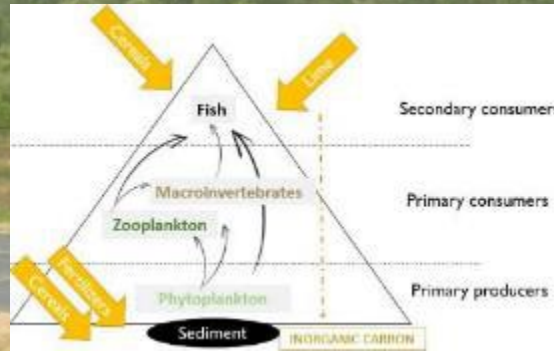 Cereals
Lime
Fish
Secondary consumer
Macroinvertebrates
Primary consumers
Zooplankton
Fertilizers
Cereals
Phytoplankton
Primary producers
Sediment
INORGANIC CARBON